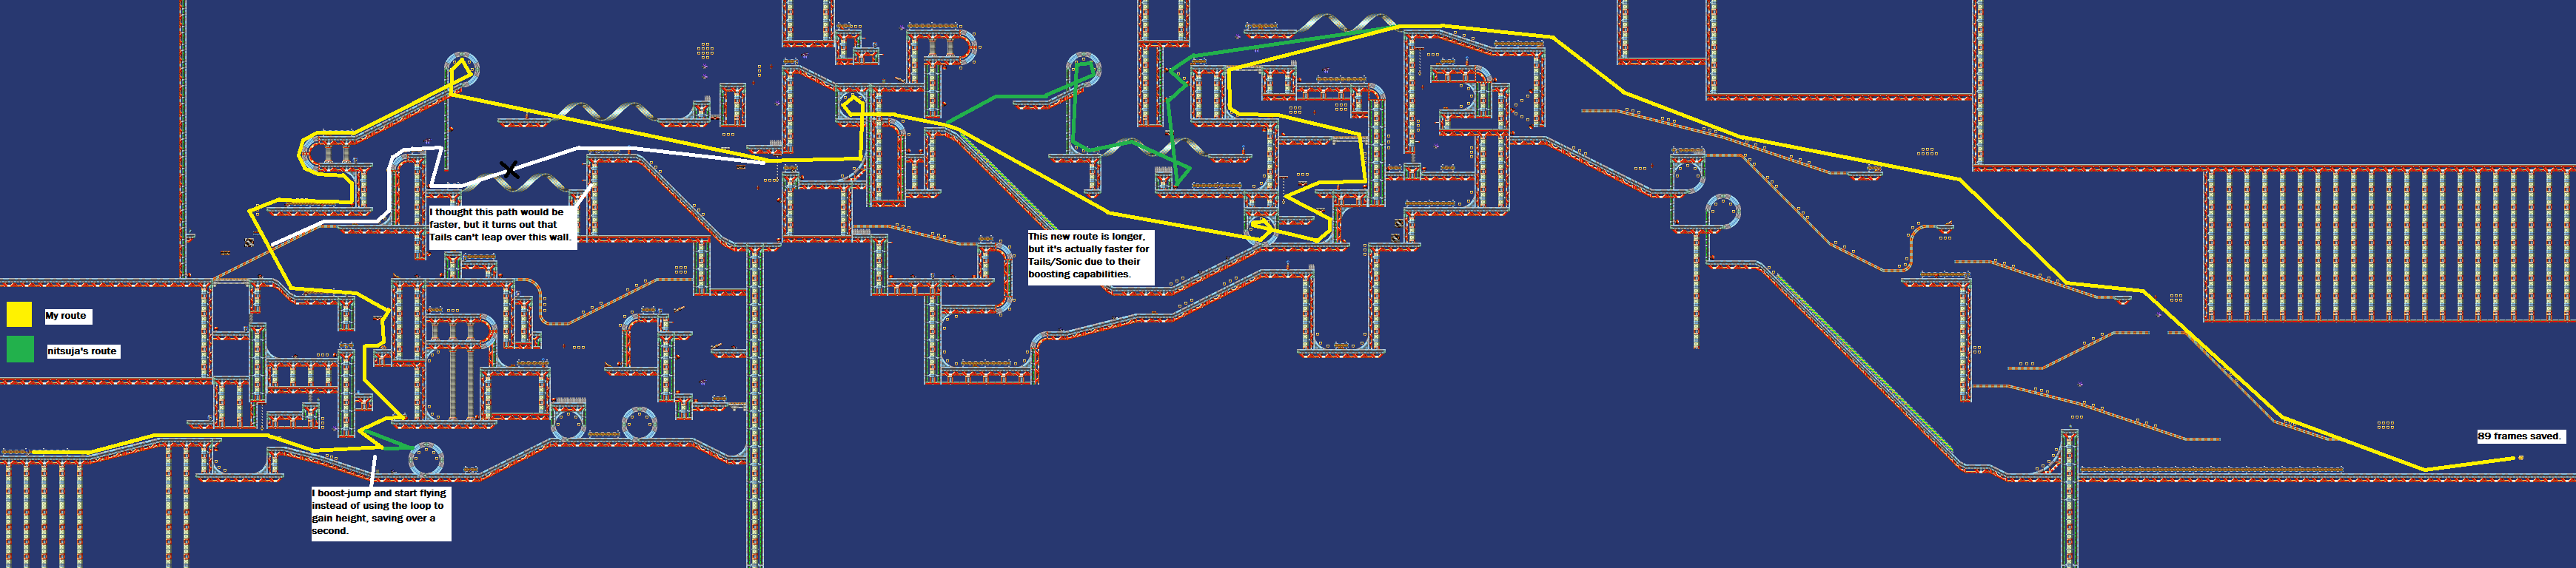 I thought this path would be
faster, but it turns out that
Tails can't leap over this wall.
This new route is longer,
but it's actually faster for
Tails/Sonic due to their
boosting capabilities.
My route
nitsuja's route
89 frames saved.
I boost-jump and start flying
instead of using the loop to
gain height, saving over a
second.